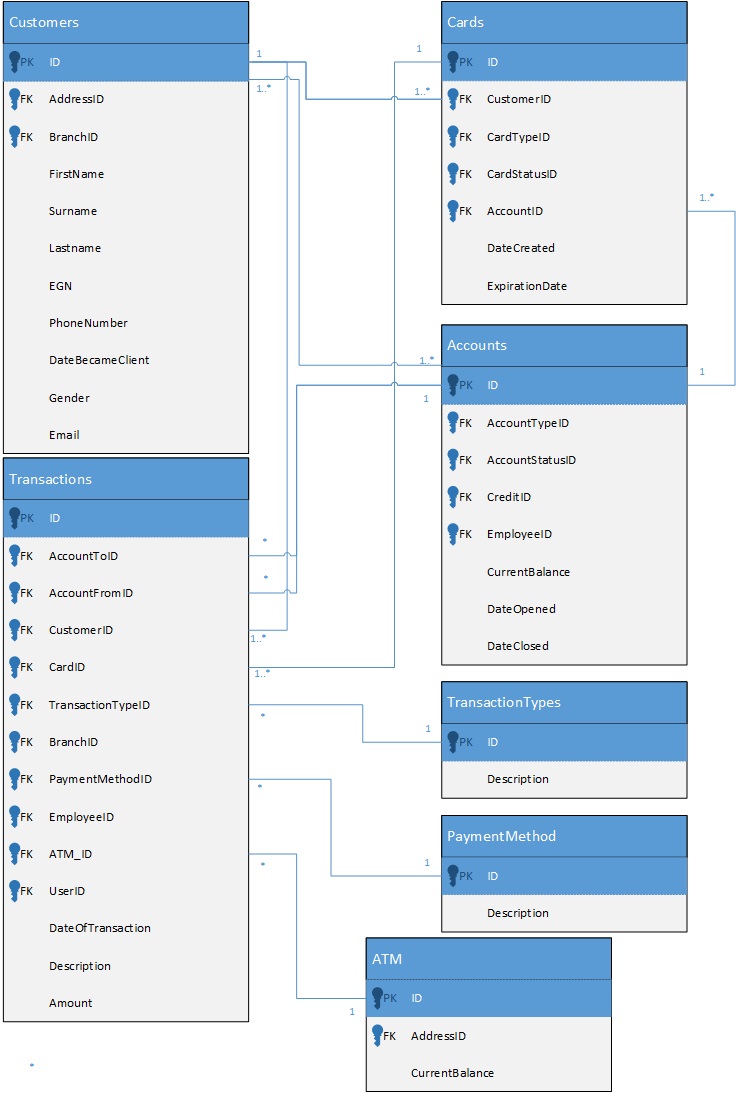 Customers
PK ID
FK AddressID
FK BranchID
FirstName
Surname
Lastname
EGN
PhoneNumber
DateBecameClient
Gender
Email
1
1..*
1
1..*
Cards
PK ID
FK CustomerID
FK CardTypeID
FK CardStatusID
FK AccountID
DateCreated
ExpirationDate
1..*
1
1..*
1
Accounts
PK ID
FK AccountTypeID
FK AccountStatusID
FK CreditID
FK EmployeeID
CurrentBalance
DateOpened
DateClosed
Transactions
PK ID
FK AccountToID
FK AccountFromID
FK CustomerID
FK CardID
FK TransactionTypeID
FK BranchID
FK PaymentMethodID
FK EmployeeID
FK ATM_ID
FK UserID
DateOfTransaction
Description
Amount
*
*
1..*
1..*
*
*
*
1
TransactionTypes
PK ID
Description
1
PaymentMethod
PK ID
Description
1
ATM
PK ID
FK AddressID
CurrentBalance
*